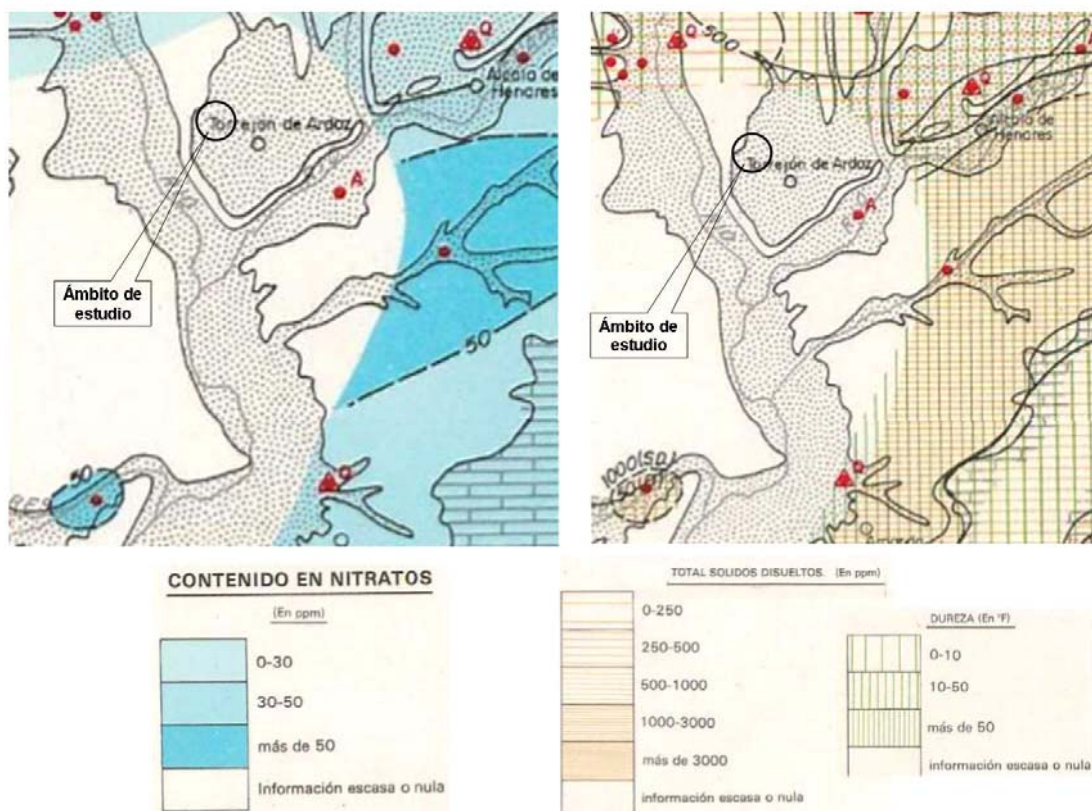 Q
Alcalá de
Henares
Torrejón de Ardoz
RIO
A
50
Ámbito de
estudio
50
Q
500
Q
Alcalá de
Henares
Torrejón de Ardoz
A
Ámbito de
estudio
1000(S.D.)
Q
CONTENIDO EN NITRATOS
(En ppm)
0-30
30-50
más de 50
Información escasa o nula
TOTAL SOLIDOS DISUELTOS. (En ppm)
0-250
250-500
500-1000
1000-3000
más de 3000
información escasa o nula
DUREZA (En °F)
0-10
10-50
más de 50
información escasa o nula